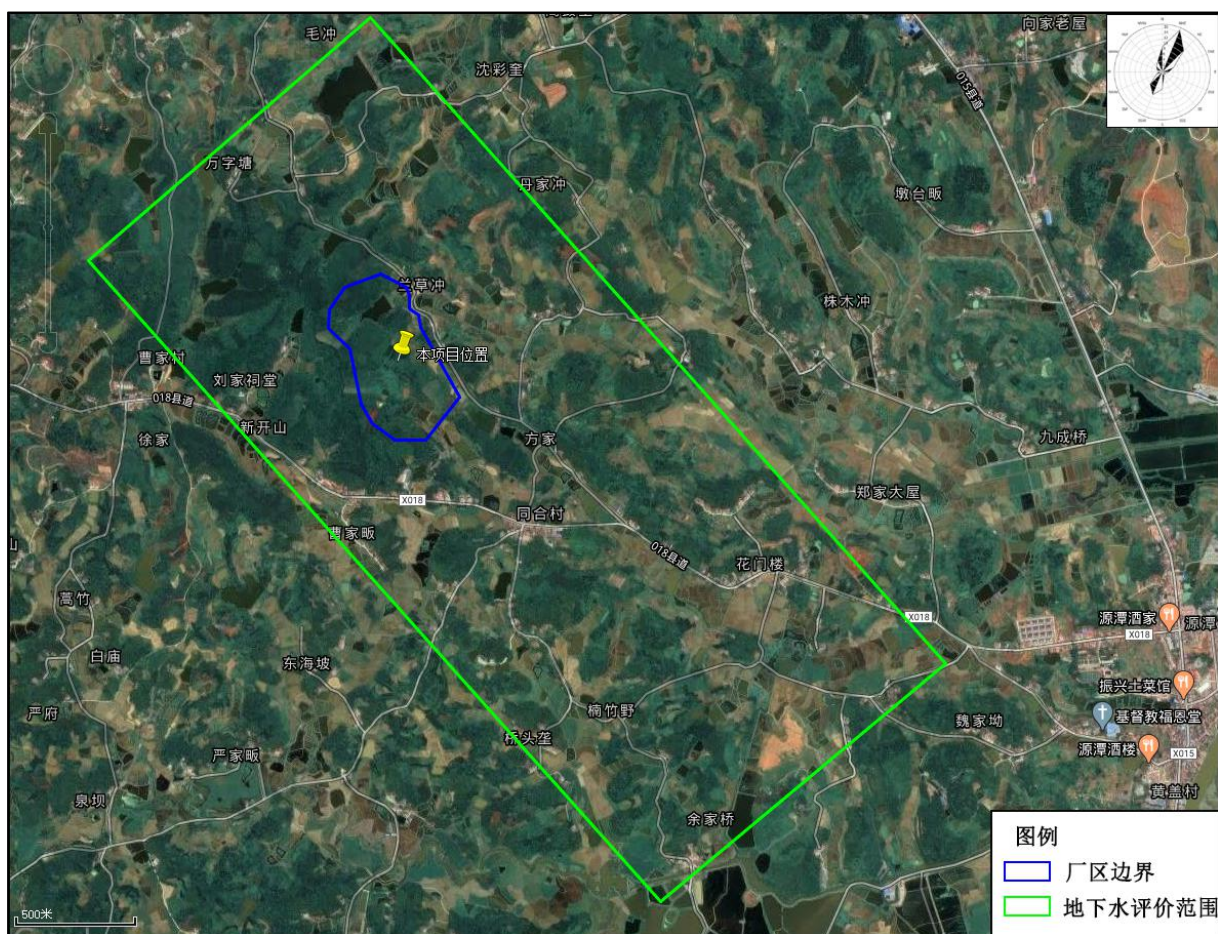 毛冲
向家老屋
沈彩奎
015县道
万字塘
丹家冲
墩台畈
兰草冲
株木冲
本项目位置
曹家村
刘家祠堂
018县道
新开山
徐家
方家
九成桥
郑家大屋
X018
同合村
曹家畈
018县道
花门楼
蒿竹
X018
源潭酒家
源潭
X018
白庙
东海坡
振兴土菜馆
严府
楠竹野
基督教福恩堂
魏家坳
桥头垄
严家畈
源潭酒楼
X015
泉坝
黄盖村
余家桥
图例
厂区边界
地下水评价范围
500米